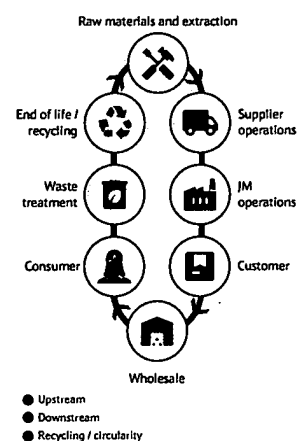 Raw materials and extraction
End of life /
recycling
Supplier
operations
Waste
treatment
JM
operations
Consumer
Customer
Wholesale
Upstream
Downstream
Recycling / circularity